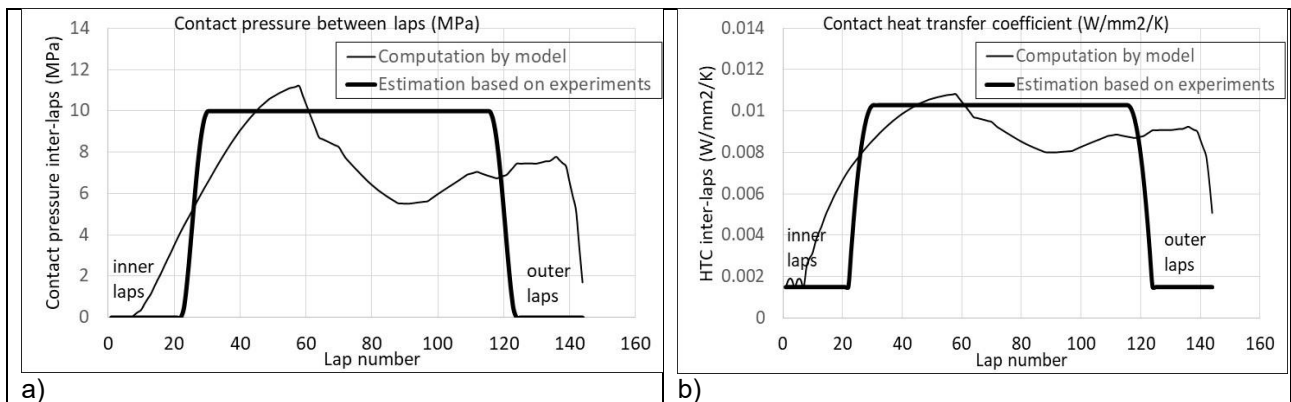 Contact pressure between laps (MPa)
14
12
10
8
6
4
2
0
Contact pressure inter-laps (MPa)
Computation by model
Estimation based on experiments
inner
laps
outer
laps
0 20 40 60 80 100 120 140 160
Lap number
a)
Contact heat transfer coefficient (W/mm2/K)
0.014
0.012
0.01
0.008
0.006
0.004
0.002
0
HTC inter-laps (W/mm2/K)
Computation by model
Estimation based on experiments
inner
laps
outer
laps
0 20 40 60 80 100 120 140 160
Lap number
b)